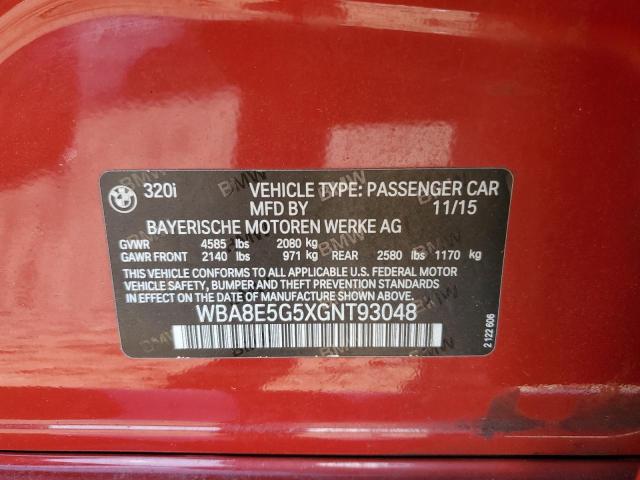 BMW 320i VEHICLE TYPE: PASSENGER CAR
MFD BY 11/15
BAYERISCHE MOTOREN WERKE AG
GVWR 4585 lbs 2080 kg
GAWR FRONT 2140 lbs 971 kg REAR 2580 lbs 1170 kg
THIS VEHICLE CONFORMS TO ALL APPLICABLE U.S. FEDERAL MOTOR
VEHICLE SAFETY, BUMPER AND THEFT PREVENTION STANDARDS
IN EFFECT ON THE DATE OF MANUFACTURE SHOWN ABOVE.
WBA8E5G5XGNT93048
2 122 606